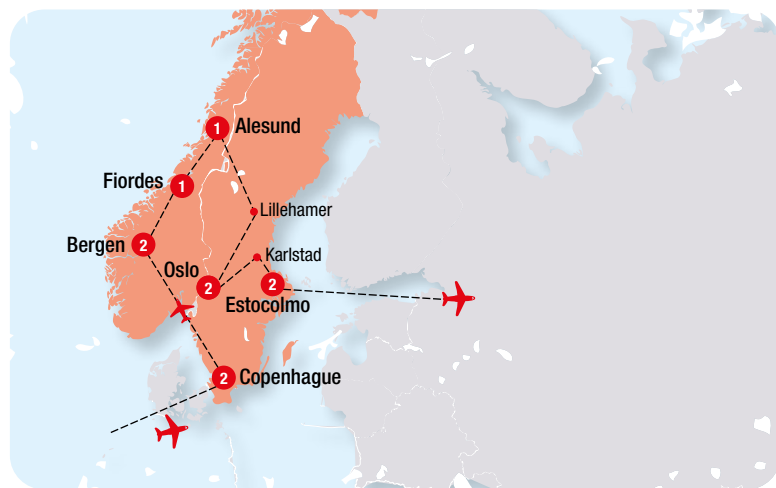 1 Alesund
Fiordes 1
Lillehamer
Bergen 2
Karlstad
Oslo 2
2
Estocolmo
2 Copenhague